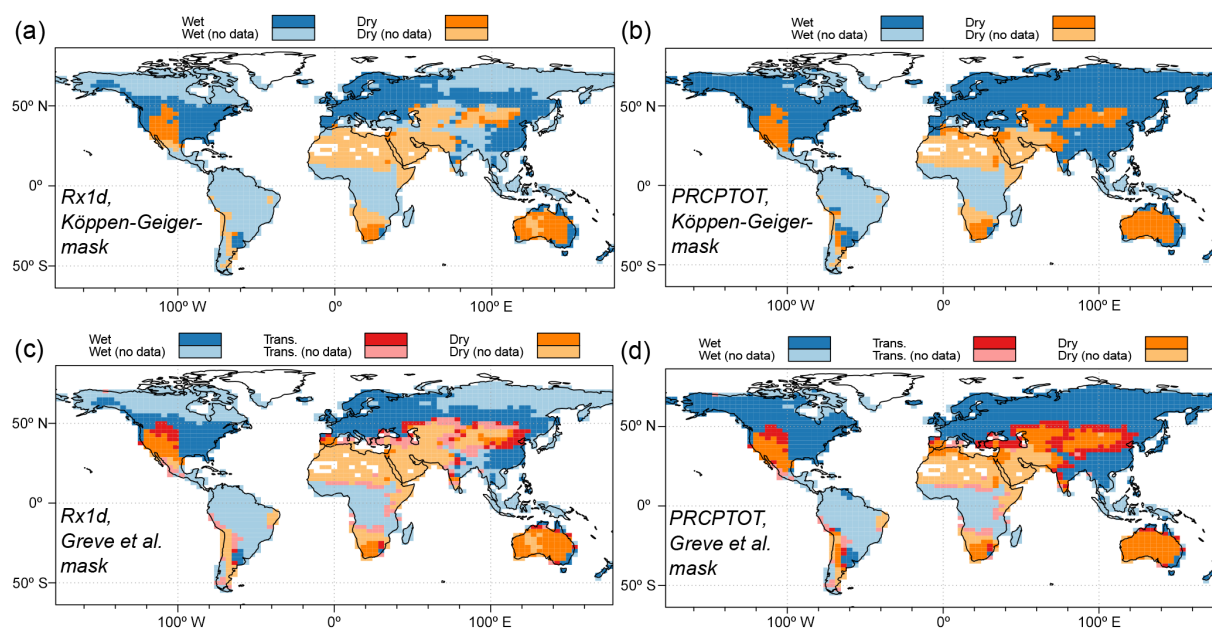 (a)
Wet
Wet (no data)
Dry
Dry (no data)
50º N
0º
50º S
Rx1d,
Köppen-Geiger-
mask
100º W
0º
100º E
(b)
Wet
Wet (no data)
Dry
Dry (no data)
50º N
0º
50º S
PRCPTOT,
Köppen-Geiger-
mask
100º W
0º
100º E
(c)
Wet
Wet (no data)
Trans.
Trans. (no data)
Dry
Dry (no data)
50º N
0º
50º S
Rx1d,
Greve et al.
mask
100º W
0º
100º E
(d)
Wet
Wet (no data)
Trans.
Trans. (no data)
Dry
Dry (no data)
50º N
0º
50º S
PRCPTOT,
Greve et al.
mask
100º W
0º
100º E